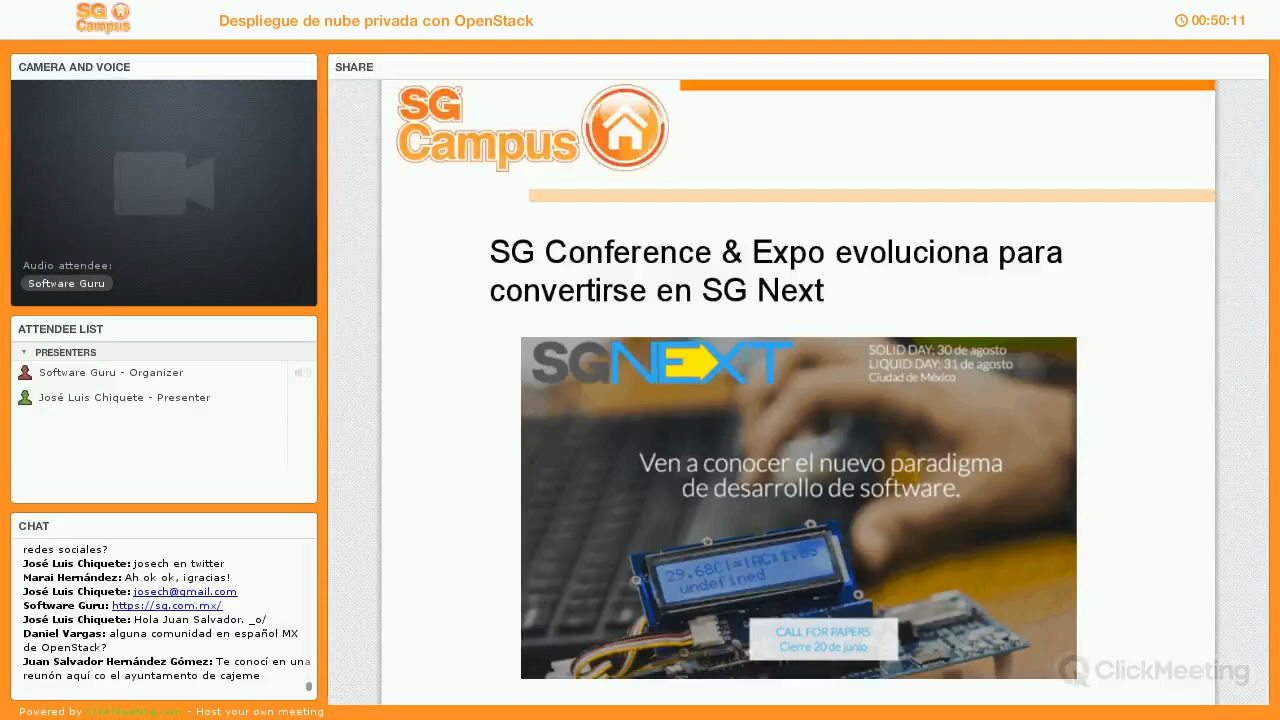 SG
Campus
Despliegue de nube privada con OpenStack
00:50:11
CAMERA AND VOICE
Audio attendee:
Software Guru
ATTENDEE LIST
PRESENTERS
Software Guru - Organizer
José Luis Chiquete - Presenter
CHAT
redes sociales?
José Luis Chiquete: josech en twitter
Marai Hernández: Ah ok ok, ¡gracias!
José Luis Chiquete: josech@gmail.com
Software Guru: https://sg.com.mx/
José Luis Chiquete: Hola Juan Salvador. _o/
Daniel Vargas: alguna comunidad en español MX
de OpenStack?
Juan Salvador Hernández Gómez: Te conocí en una
reunón aquí co el ayuntamento de cajeme
Powered by ClickMeeting.com - Host your own meeting
SHARE
SG
Campus
SG Conference & Expo evoluciona para
convertirse en SG Next
SGNEXT
SOLID DAY: 30 de agosto
LIQUID DAY: 31 de agosto
Ciudad de México
Ven a conocer el nuevo paradigma
de desarrollo de software.
undefined
CALL FOR PAPERS
Cierre 20 de junio
ClickMeeting